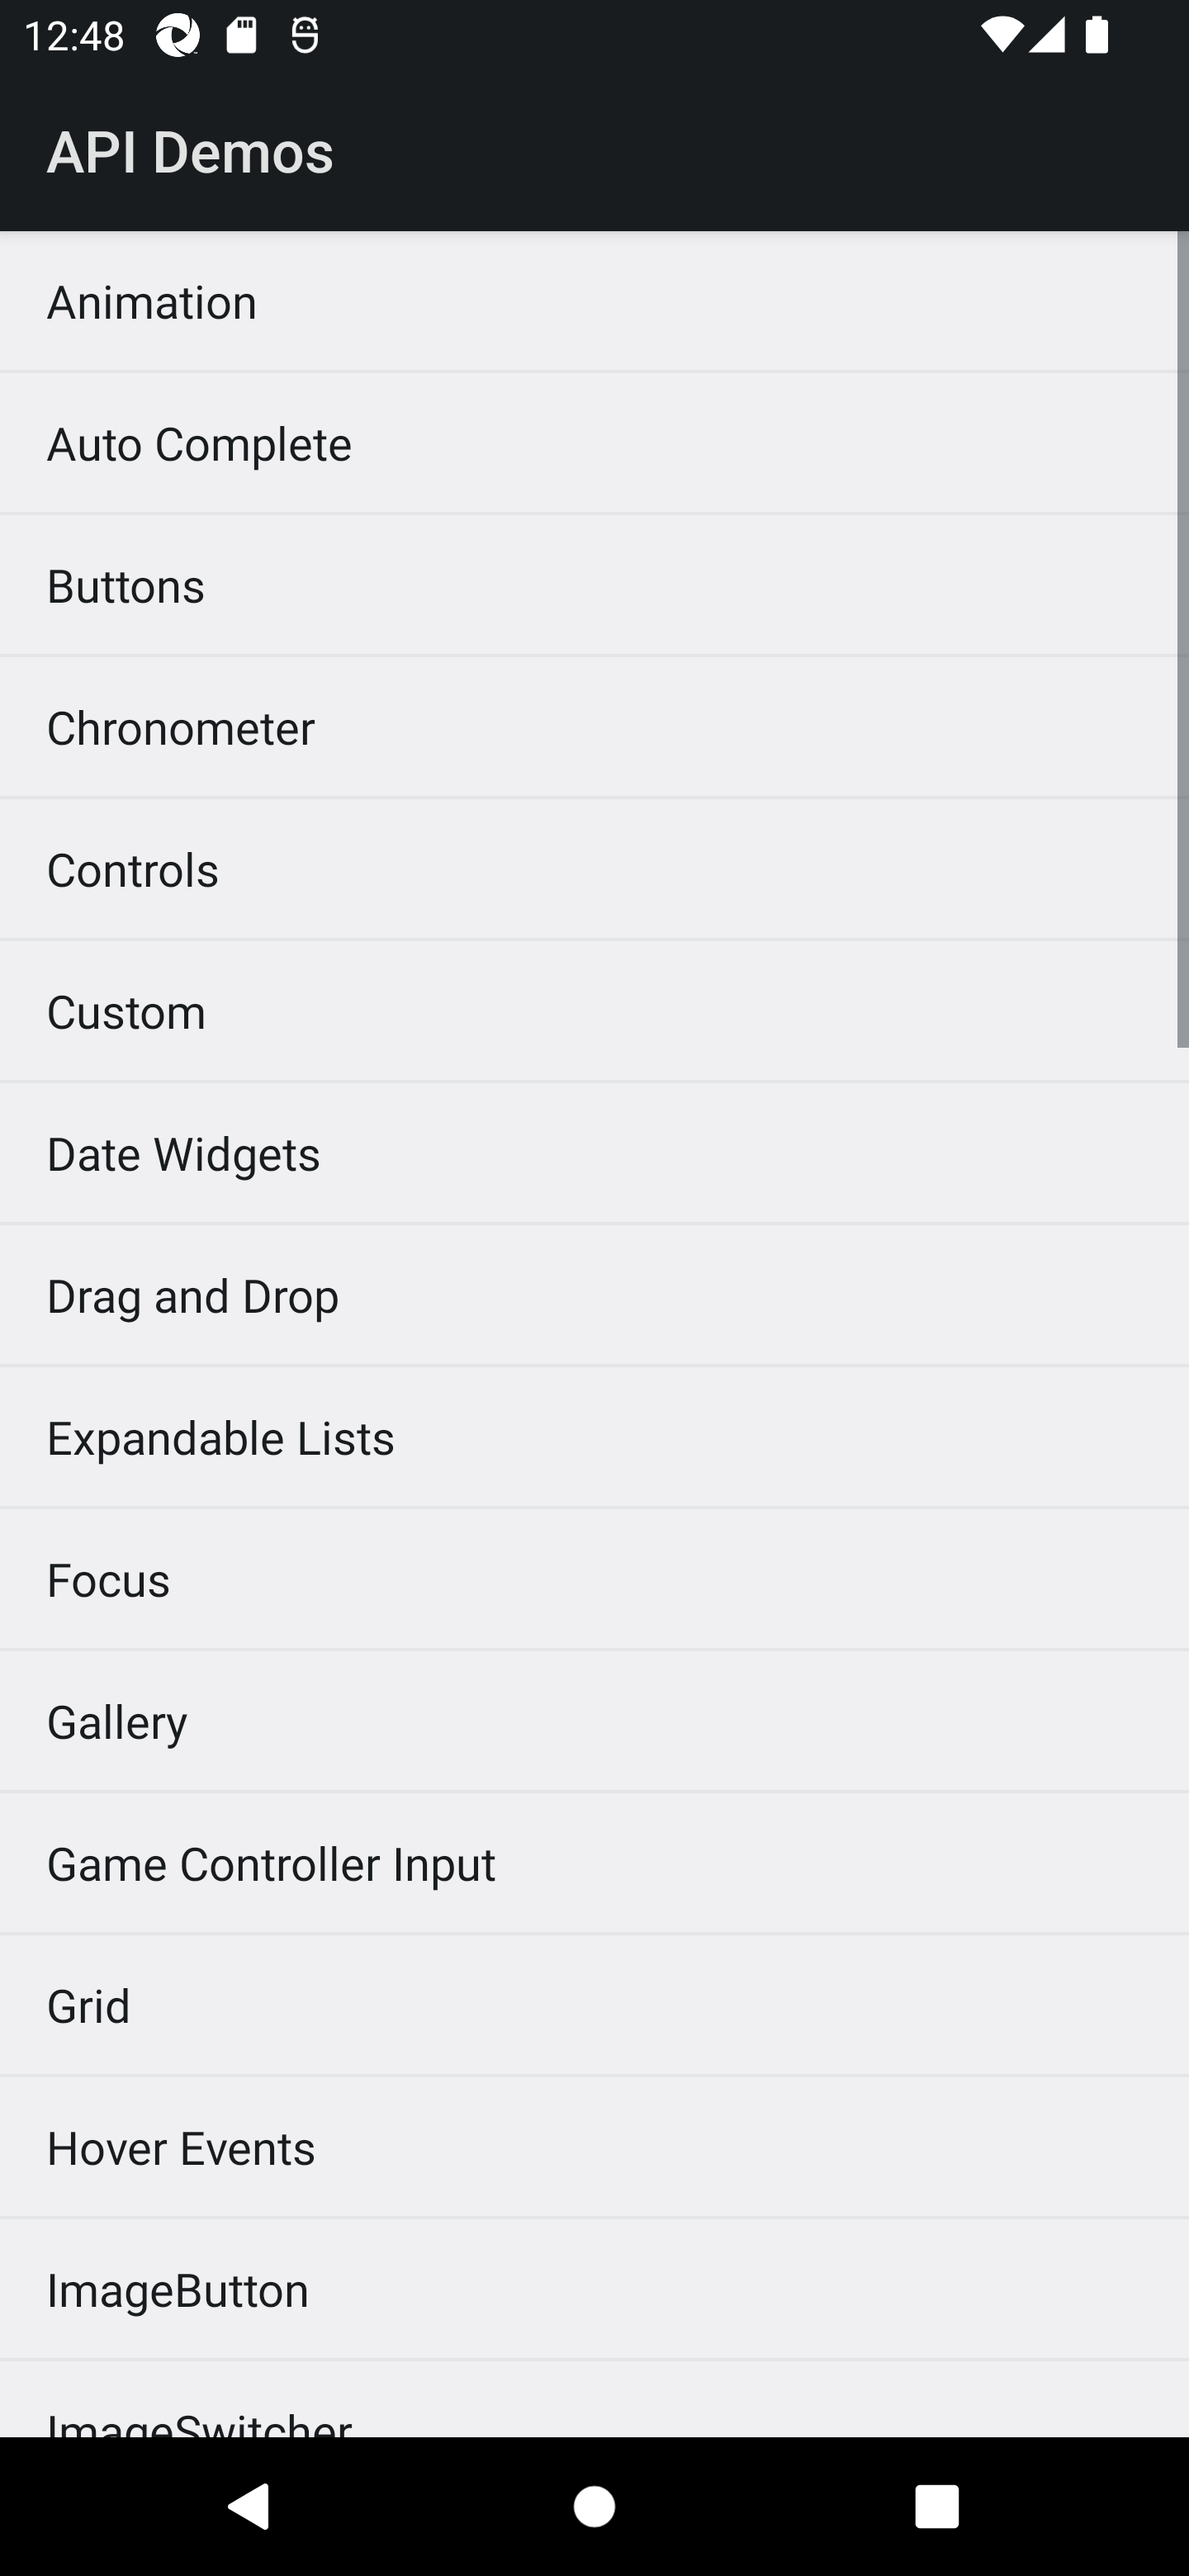 12:48
API Demos
Animation
Auto Complete
Buttons
Chronometer
Controls
Custom
Date Widgets
Drag and Drop
Expandable Lists
Focus
Gallery
Game Controller Input
Grid
Hover Events
ImageButton
ImageSwitcher